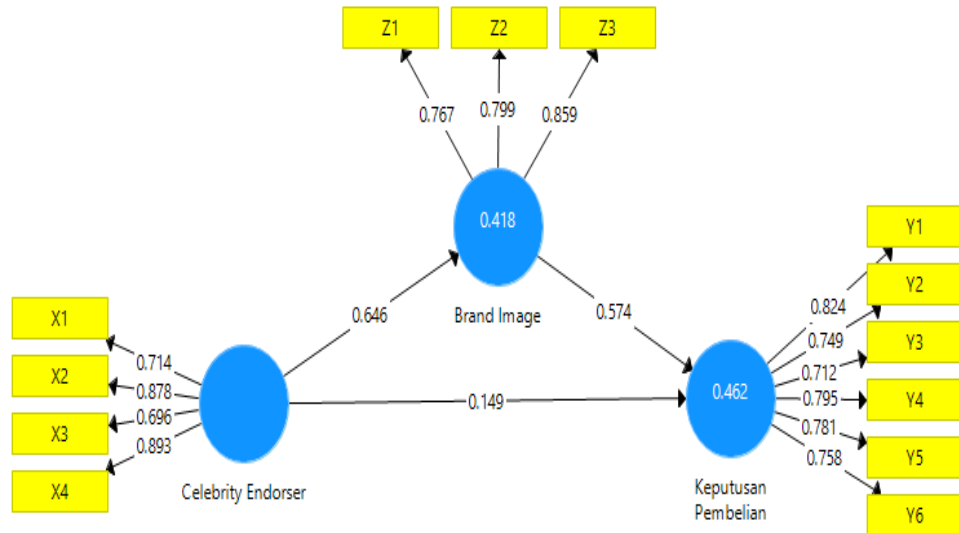 Z1
Z2
Z3
0.767
0.799
0.859
0.418
Brand Image
0.646
0.574
0.149
X1
X2
X3
X4
0.714
0.878
0.696
0.893
Celebrity Endorser
0.462
Keputusan
Pembelian
0.824
0.749
0.712
0.795
0.781
0.758
Y1
Y2
Y3
Y4
Y5
Y6